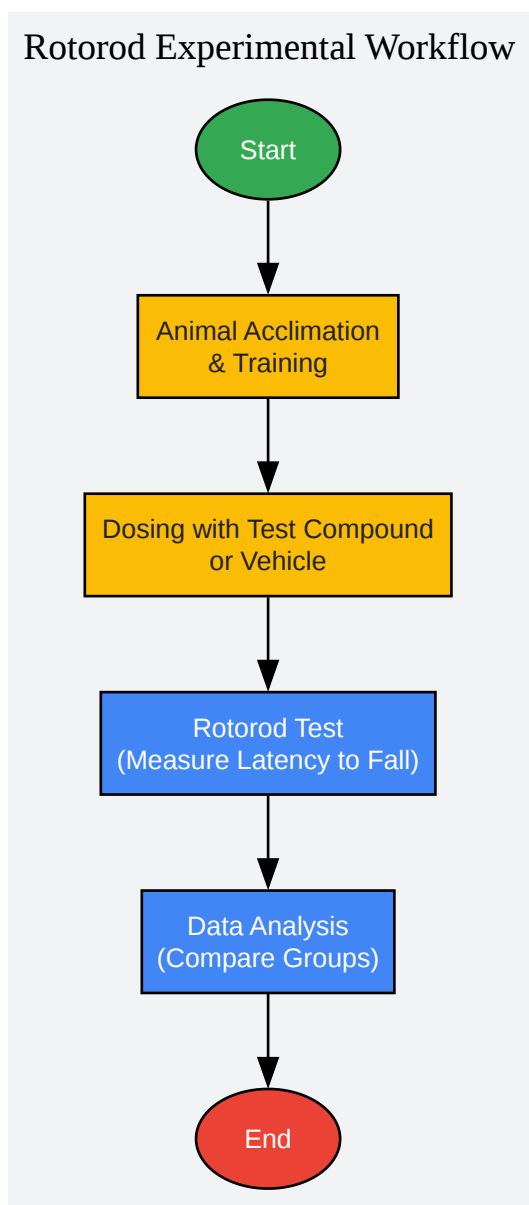 Rotorod Experimental Workflow
Start
Animal Acclimation
& Training
Dosing with Test Compound
or Vehicle
Rotorod Test
(Measure Latency to Fall)
Data Analysis
(Compare Groups)
End